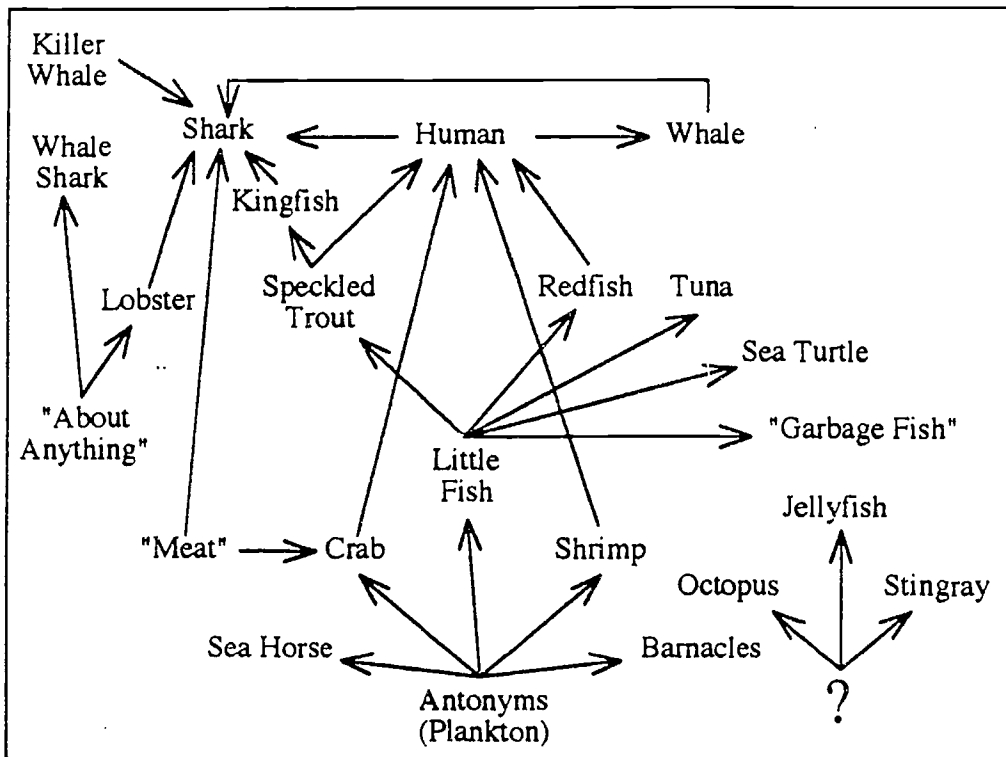 Killer
Whale
Shark
Human
Whale
Whale
Shark
Kingfish
Lobster
Speckled
Trout
Redfish
Tuna
Sea Turtle
"About
Anything"
"Garbage Fish"
Little
Fish
Jellyfish
"Meat"
Crab
Shrimp
Octopus
Stingray
Sea Horse
Barnacles
Antonyms
(Plankton)
?